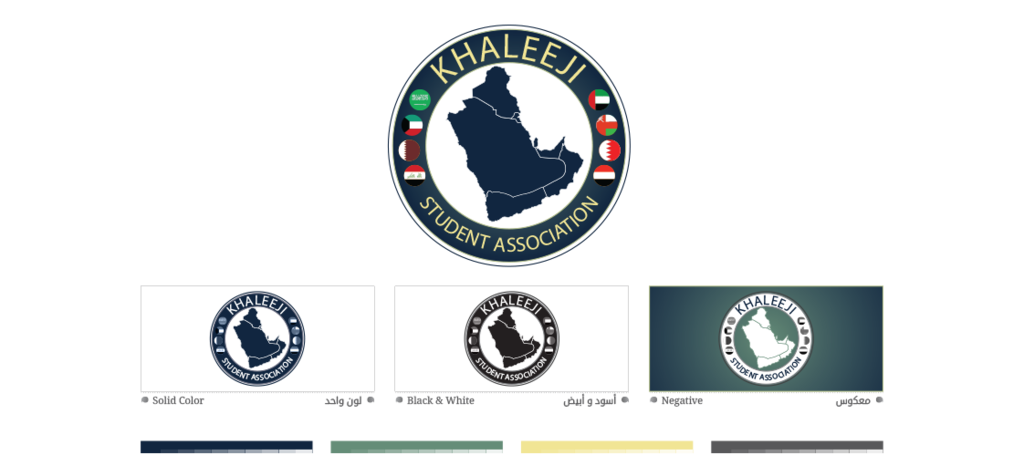 KHALEEJI
STUDENT ASSOCIATION
KHALEEJI
STUDENT ASSOCIATION
KHALEEJI
STUDENT ASSOCIATION
KHALEEJI
STUDENT ASSOCIATION
Solid Color لون واحد
Black & White أسود و أبيض
Negative معكوس